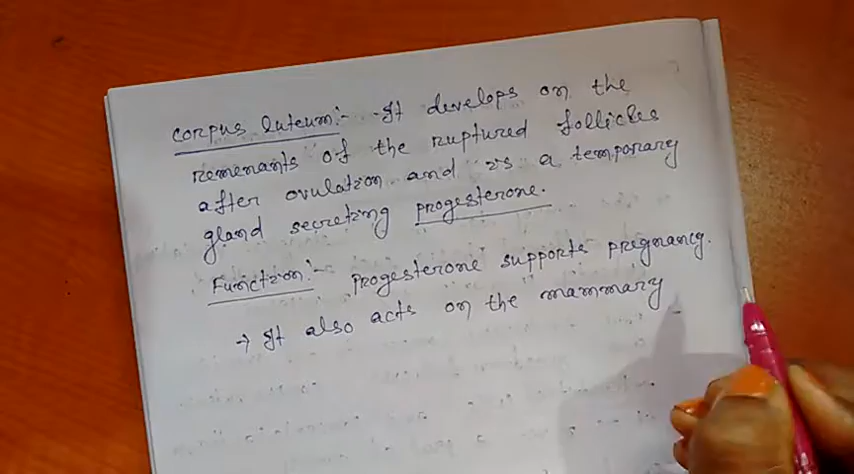 Corpus luteum:- It develops on the
remenants of the ruptured follicles
after ovulation and is a temporary
gland secreting progesterone.
Function:- progesterone supports pregnancy.
→ It also acts on the mammary